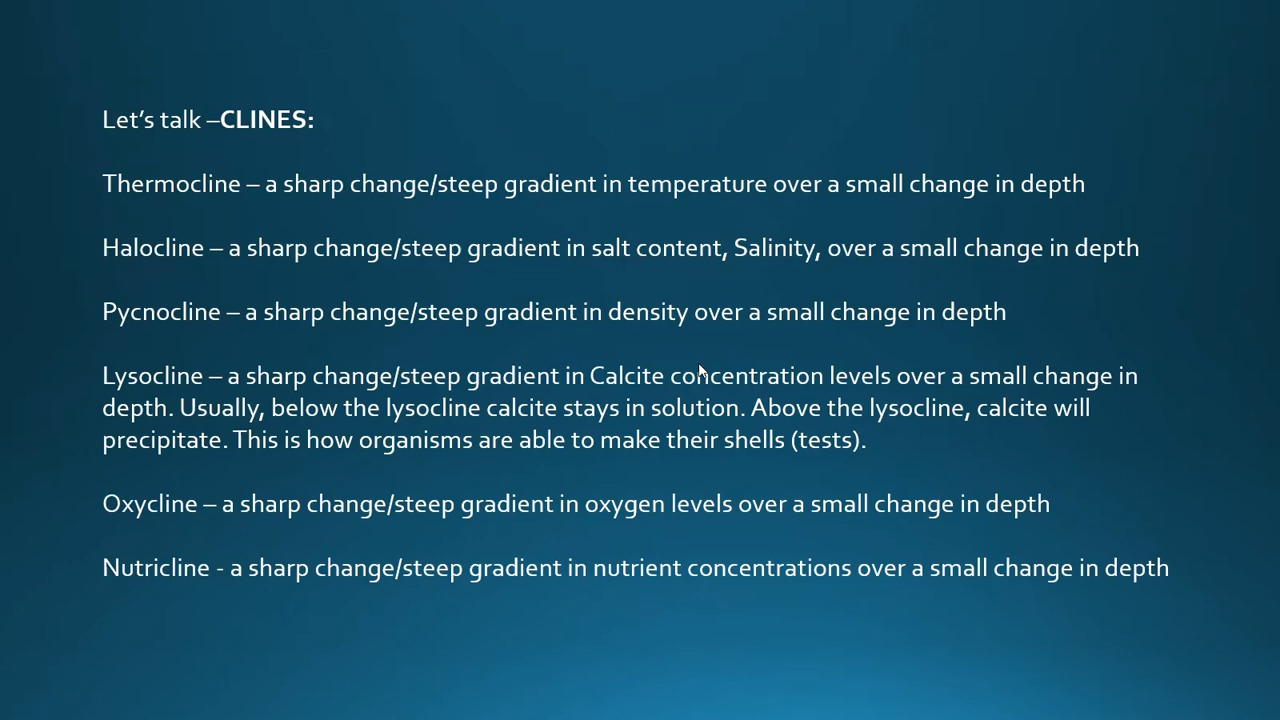 Let’s talk –CLINES:
Thermocline – a sharp change/steep gradient in temperature over a small change in depth
Halocline – a sharp change/steep gradient in salt content, Salinity, over a small change in depth
Pycnocline – a sharp change/steep gradient in density over a small change in depth
Lysocline – a sharp change/steep gradient in Calcite concentration levels over a small change in
depth. Usually, below the lysocline calcite stays in solution. Above the lysocline, calcite will
precipitate. This is how organisms are able to make their shells (tests).
Oxycline – a sharp change/steep gradient in oxygen levels over a small change in depth
Nutricline - a sharp change/steep gradient in nutrient concentrations over a small change in depth